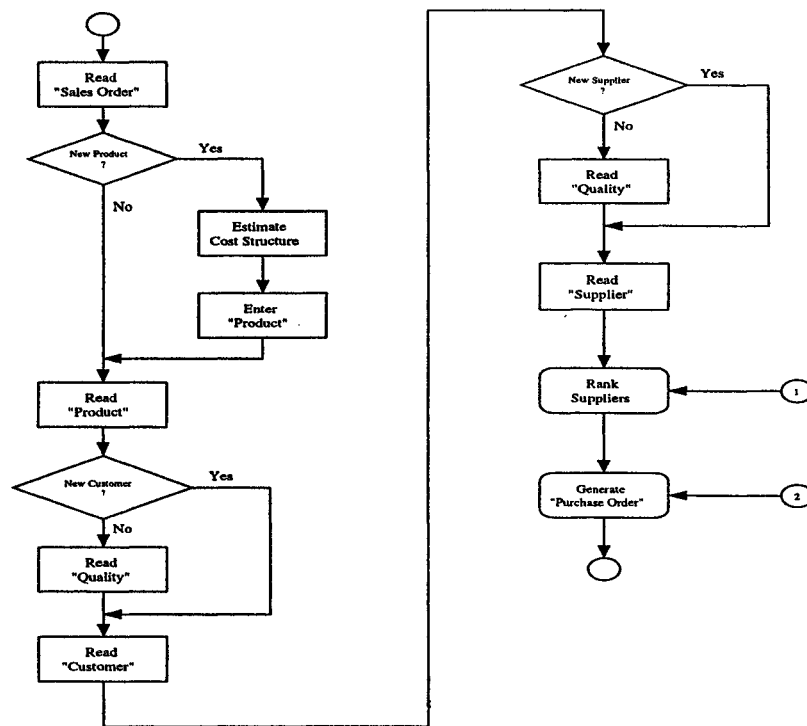 Read
"Sales Order"
New Product
?
Yes
No
Estimate
Cost Structure
Enter
"Product"
Read
"Product"
New Customer
?
Yes
No
Read
"Quality"
Read
"Customer"
New Supplier
?
Yes
No
Read
"Quality"
Read
"Supplier"
Rank
Suppliers
1
Generate
"Purchase Order"
2